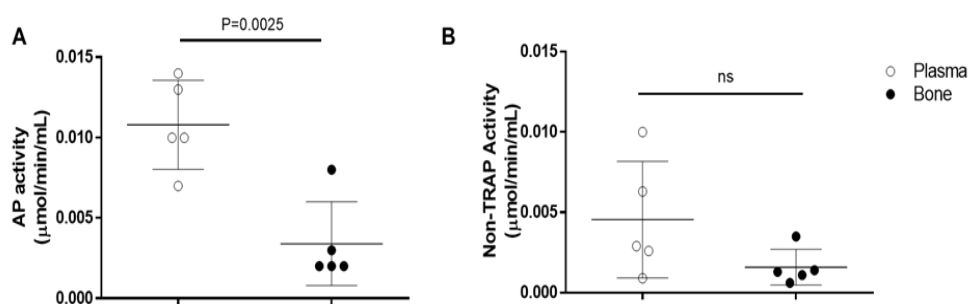 A
P=0.0025
AP activity
(μmol/min/mL)
0.015
0.010
0.005
0.000
B
ns
Non-TRAP Activity
(μmol/min/mL)
0.015
0.010
0.005
0.000
Plasma
Bone